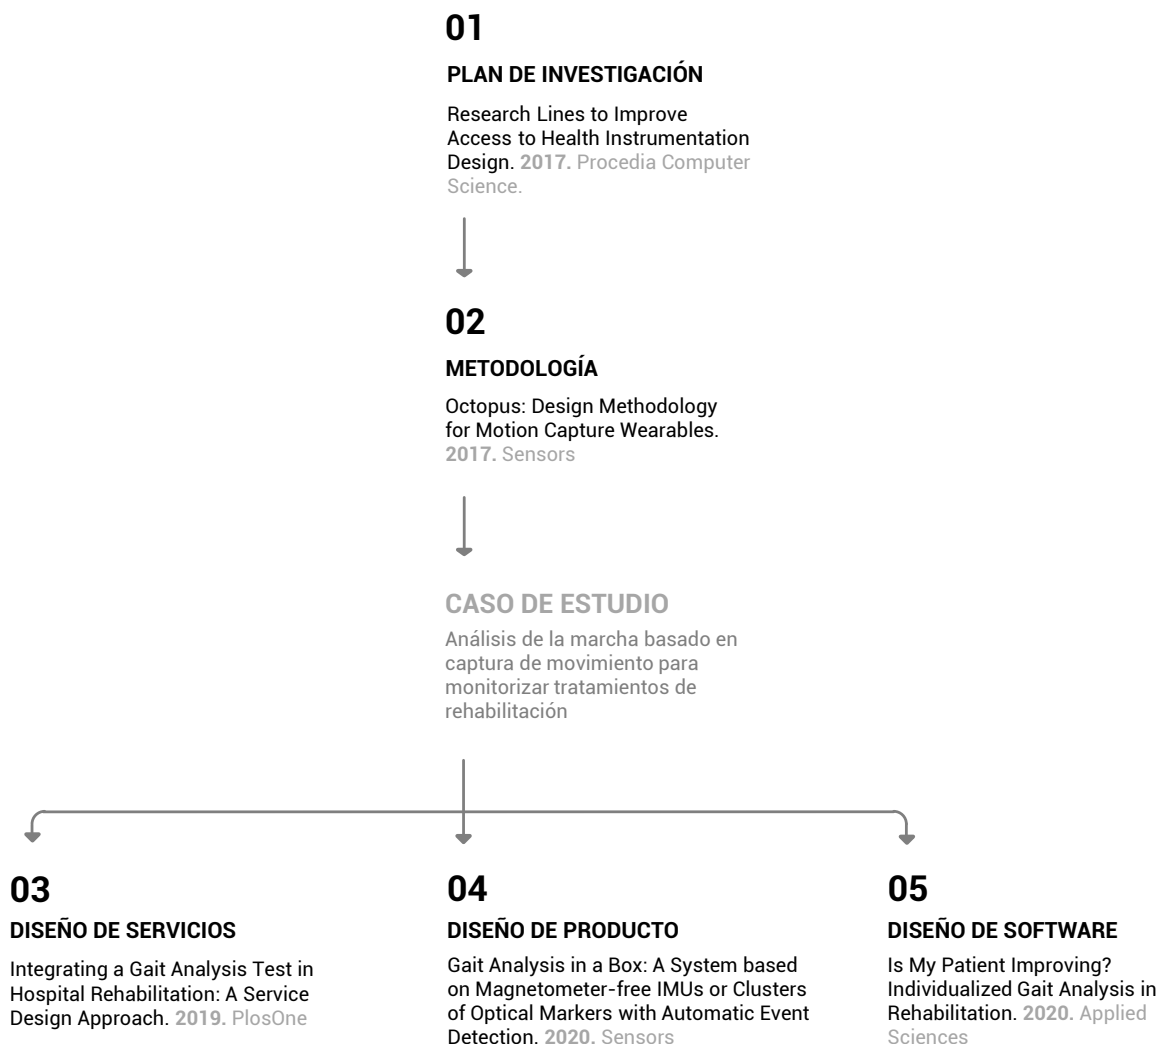 01
PLAN DE INVESTIGACIÓN
Research Lines to Improve
Access to Health Instrumentation
Design. 2017. Procedia Computer
Science.
02
METODOLOGÍA
Octopus: Design Methodology
for Motion Capture Wearables.
2017. Sensors
CASO DE ESTUDIO
Análisis de la marcha basado en
captura de movimiento para
monitorizar tratamientos de
rehabilitación
03
DISEÑO DE SERVICIOS
Integrating a Gait Analysis Test in
Hospital Rehabilitation: A Service
Design Approach. 2019. PlosOne
04
DISEÑO DE PRODUCTO
Gait Analysis in a Box: A System based
on Magnetometer-free IMUs or Clusters
of Optical Markers with Automatic Event
Detection. 2020. Sensors
05
DISEÑO DE SOFTWARE
Is My Patient Improving?
Individualized Gait Analysis in
Rehabilitation. 2020. Applied
Sciences